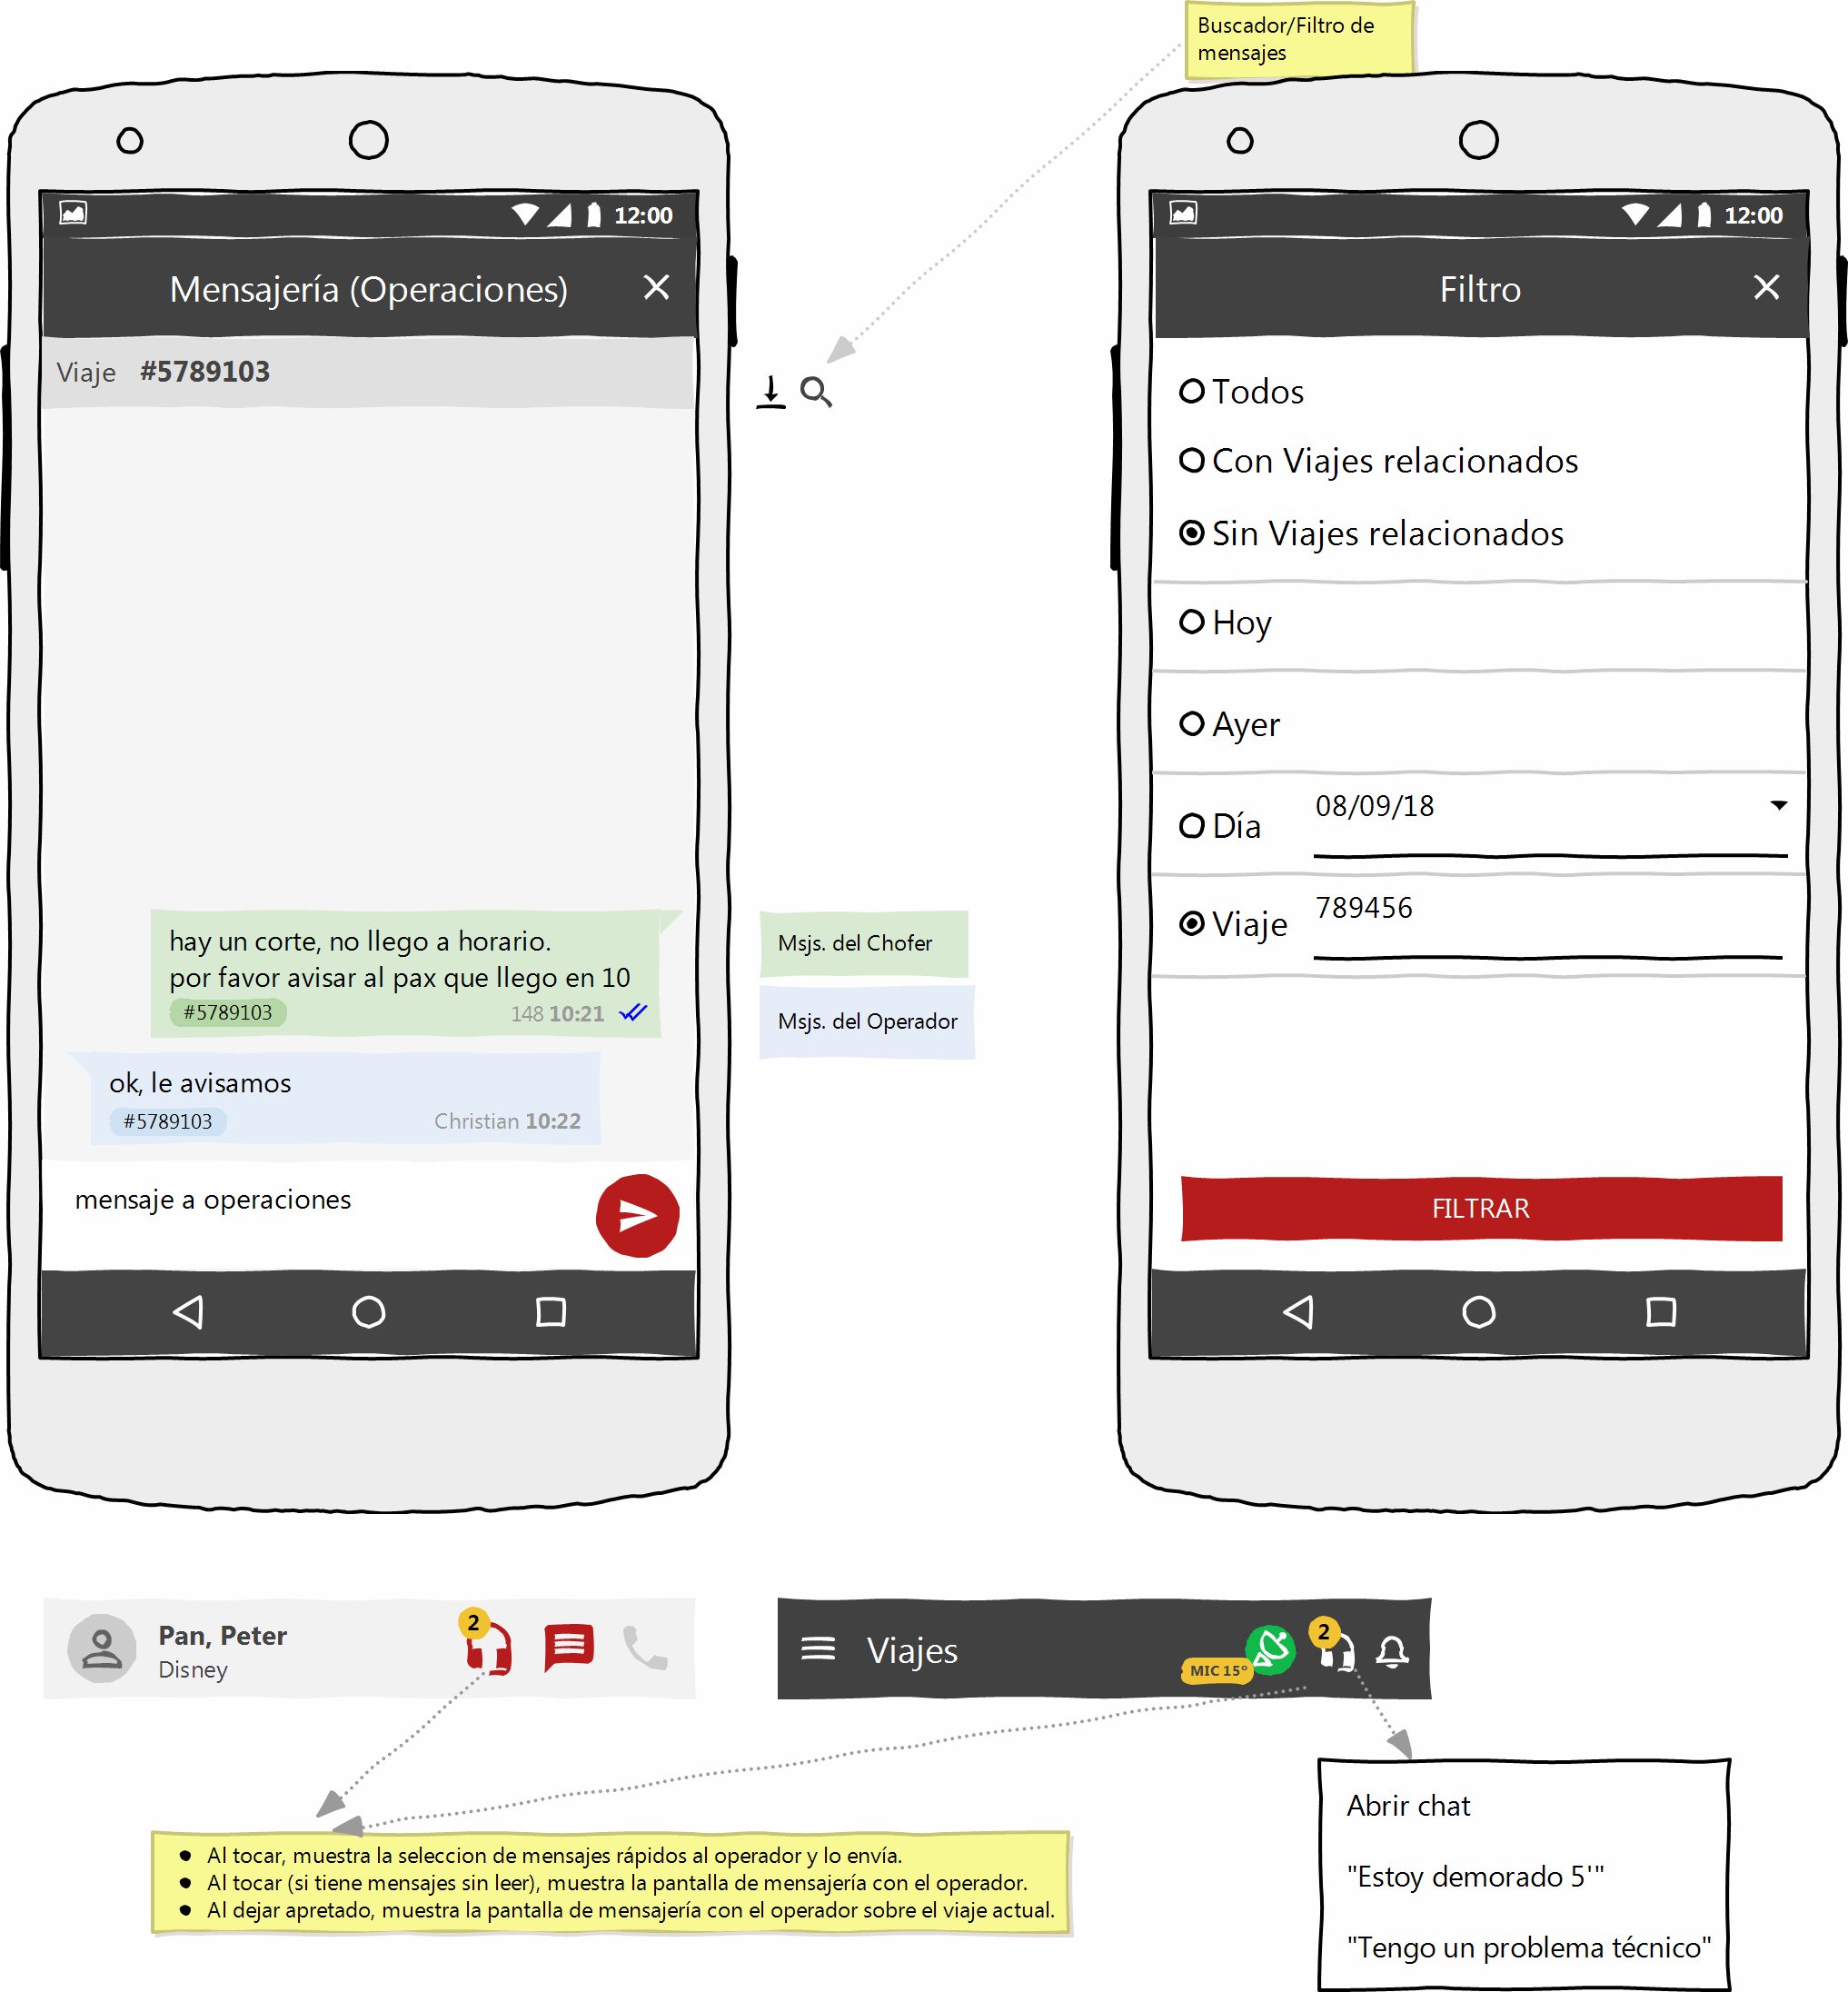 Buscador/Filtro de
mensajes
12:00
Mensajería (Operaciones)
Viaje #5789103
hay un corte, no llego a horario.
por favor avisar al pax que llego en 10
#5789103 148 10:21
ok, le avisamos
#5789103 Christian 10:22
mensaje a operaciones
Msjs. del Chofer
Msjs. del Operador
12:00
Filtro
Todos
Con Viajes relacionados
Sin Viajes relacionados
Hoy
Ayer
Día 08/09/18
Viaje 789456
FILTRAR
Pan, Peter
Disney
2
Viajes
MIC 15°
2
Al tocar, muestra la seleccion de mensajes rápidos al operador y lo envía.
Al tocar (si tiene mensajes sin leer), muestra la pantalla de mensajería con el operador.
Al dejar apretado, muestra la pantalla de mensajería con el operador sobre el viaje actual.
Abrir chat
"Estoy demorado 5'"
"Tengo un problema técnico"